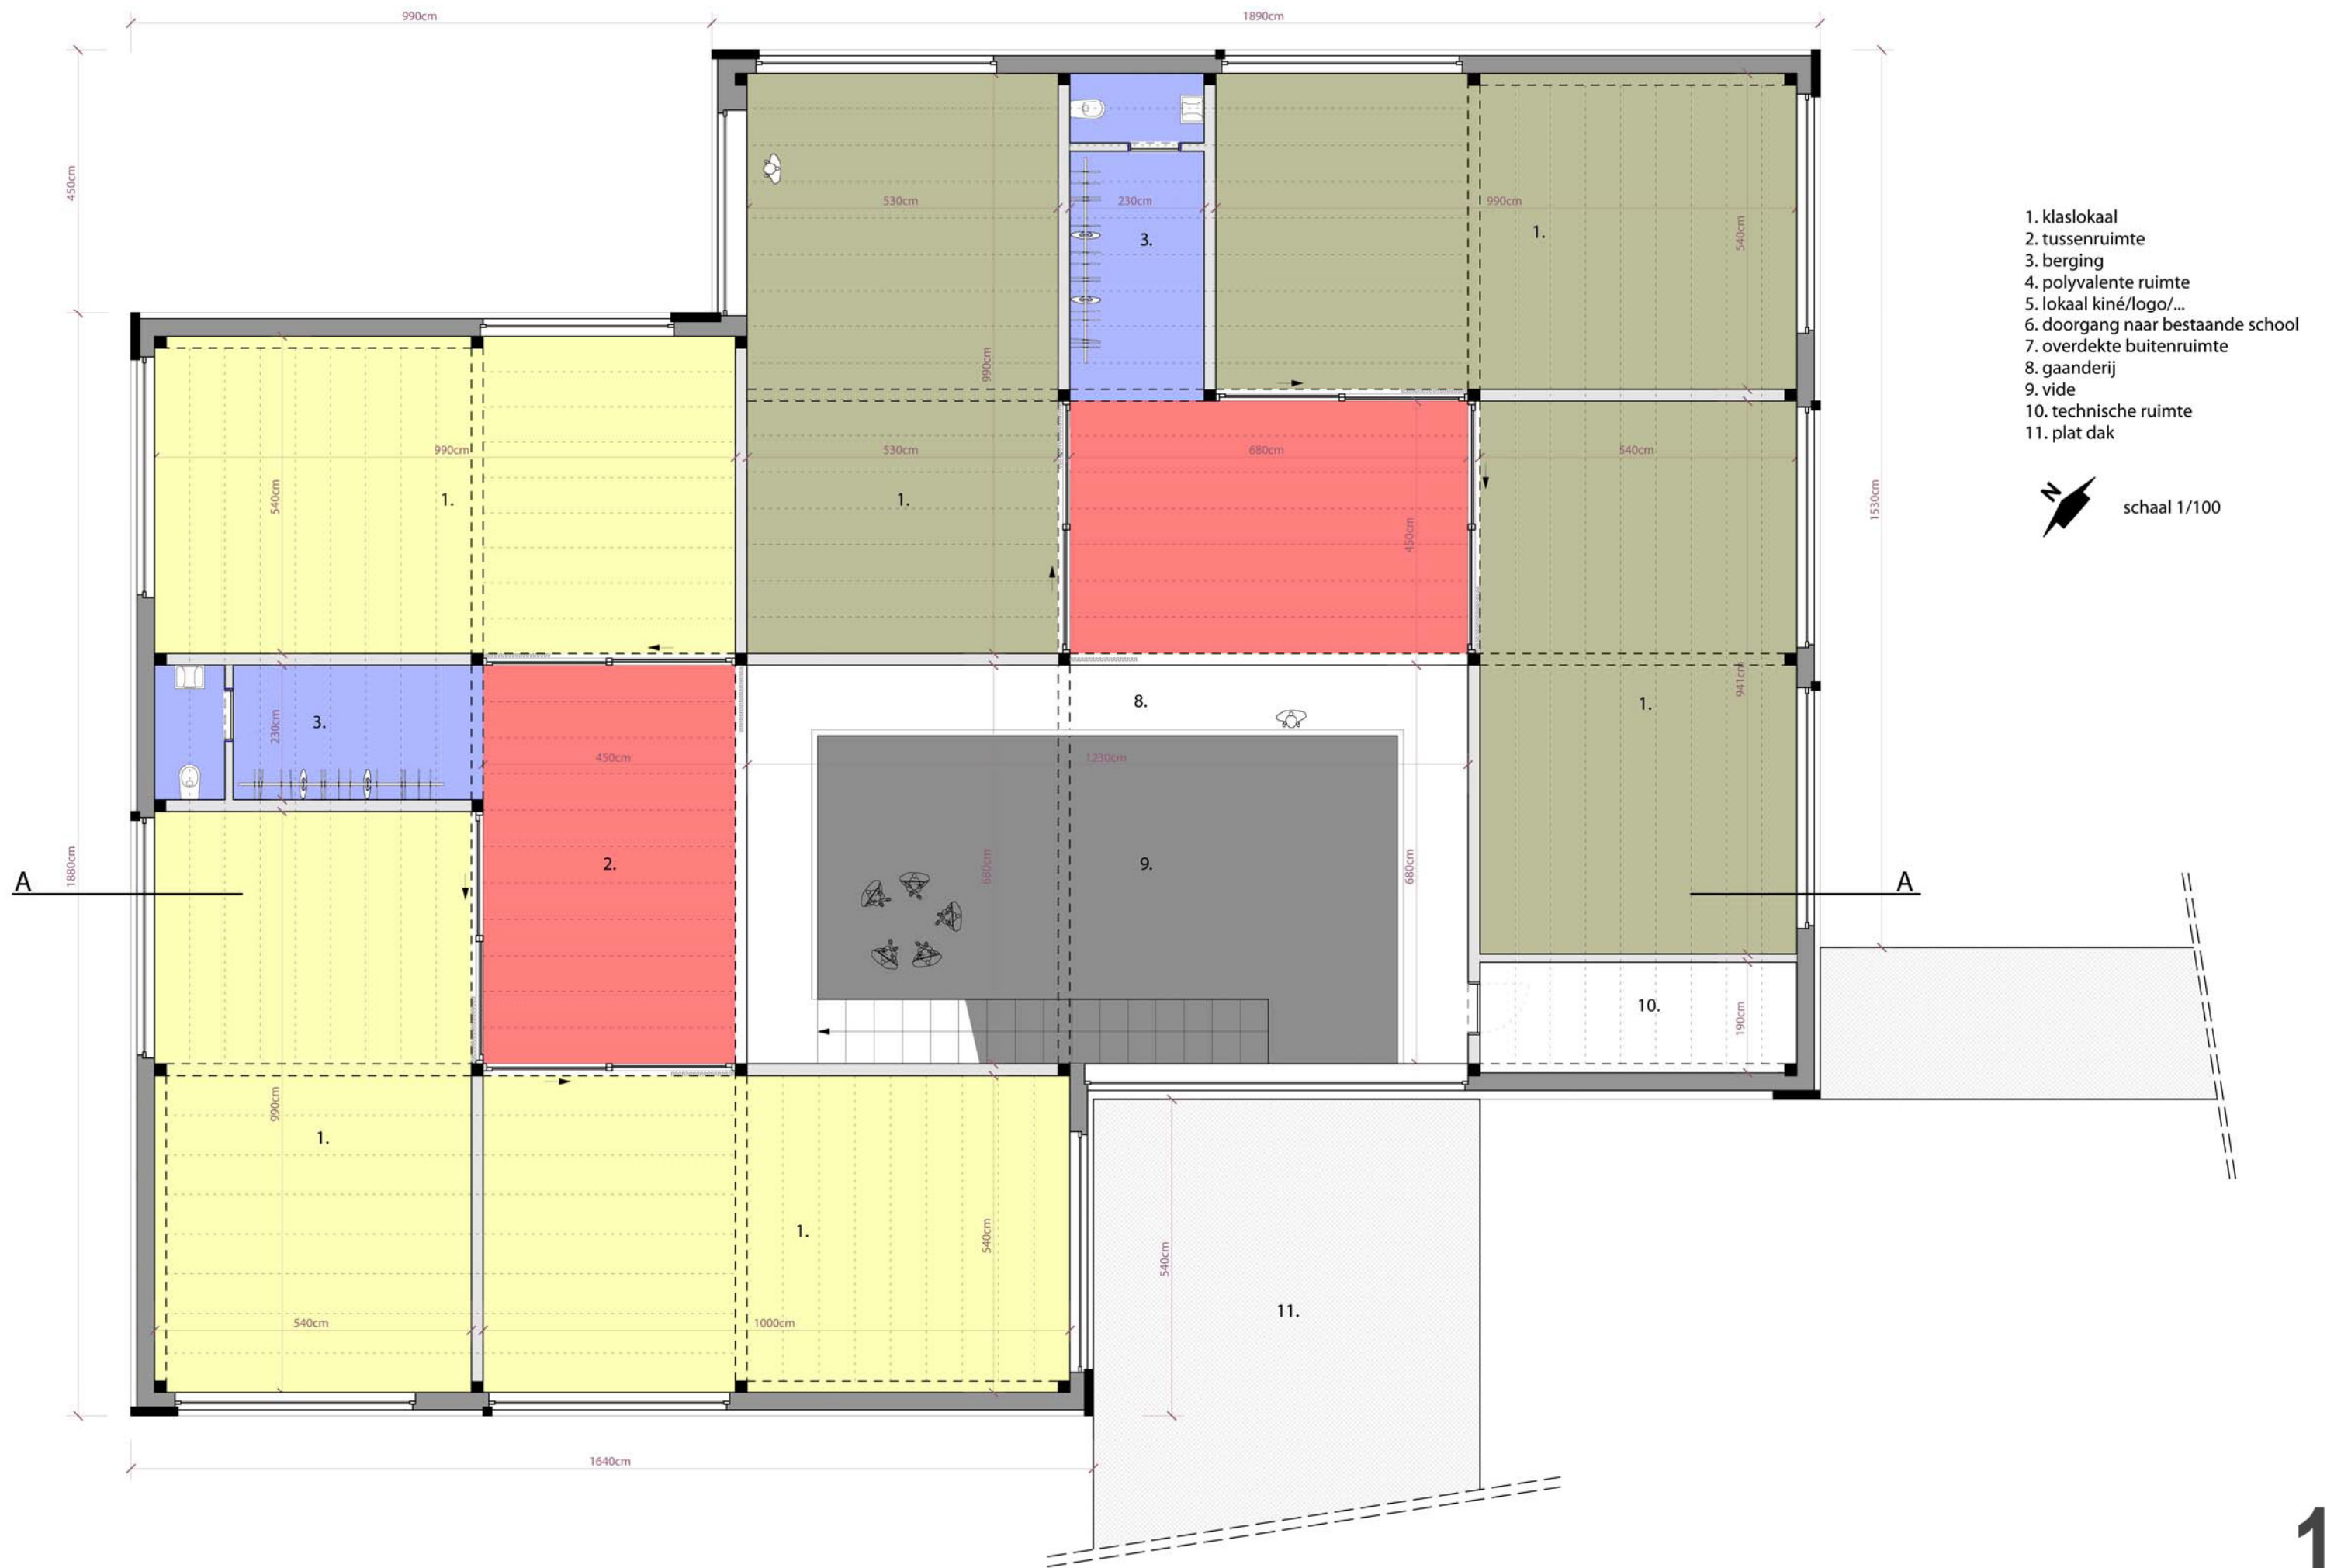 990cm
1890cm
450cm
530cm
230cm
990cm
3.
1.
540cm
1. klaslokaal
2. tussenruimte
3. berging
4. polyvalente ruimte
5. lokaal kiné/logo/...
6. doorgang naar bestaande school
7. overdekte buitenruimte
8. gaanderij
9. vide
10. technische ruimte
11. plat dak
N
schaal 1/100
990cm
990cm
530cm
680cm
540cm
540cm
1.
1.
450cm
1530cm
230cm
3.
8.
941cm
1.
450cm
1230cm
A
1880cm
2.
680cm
9.
680cm
A
10.
190cm
990cm
1.
1.
540cm
540cm
11.
540cm
1000cm
1640cm
1